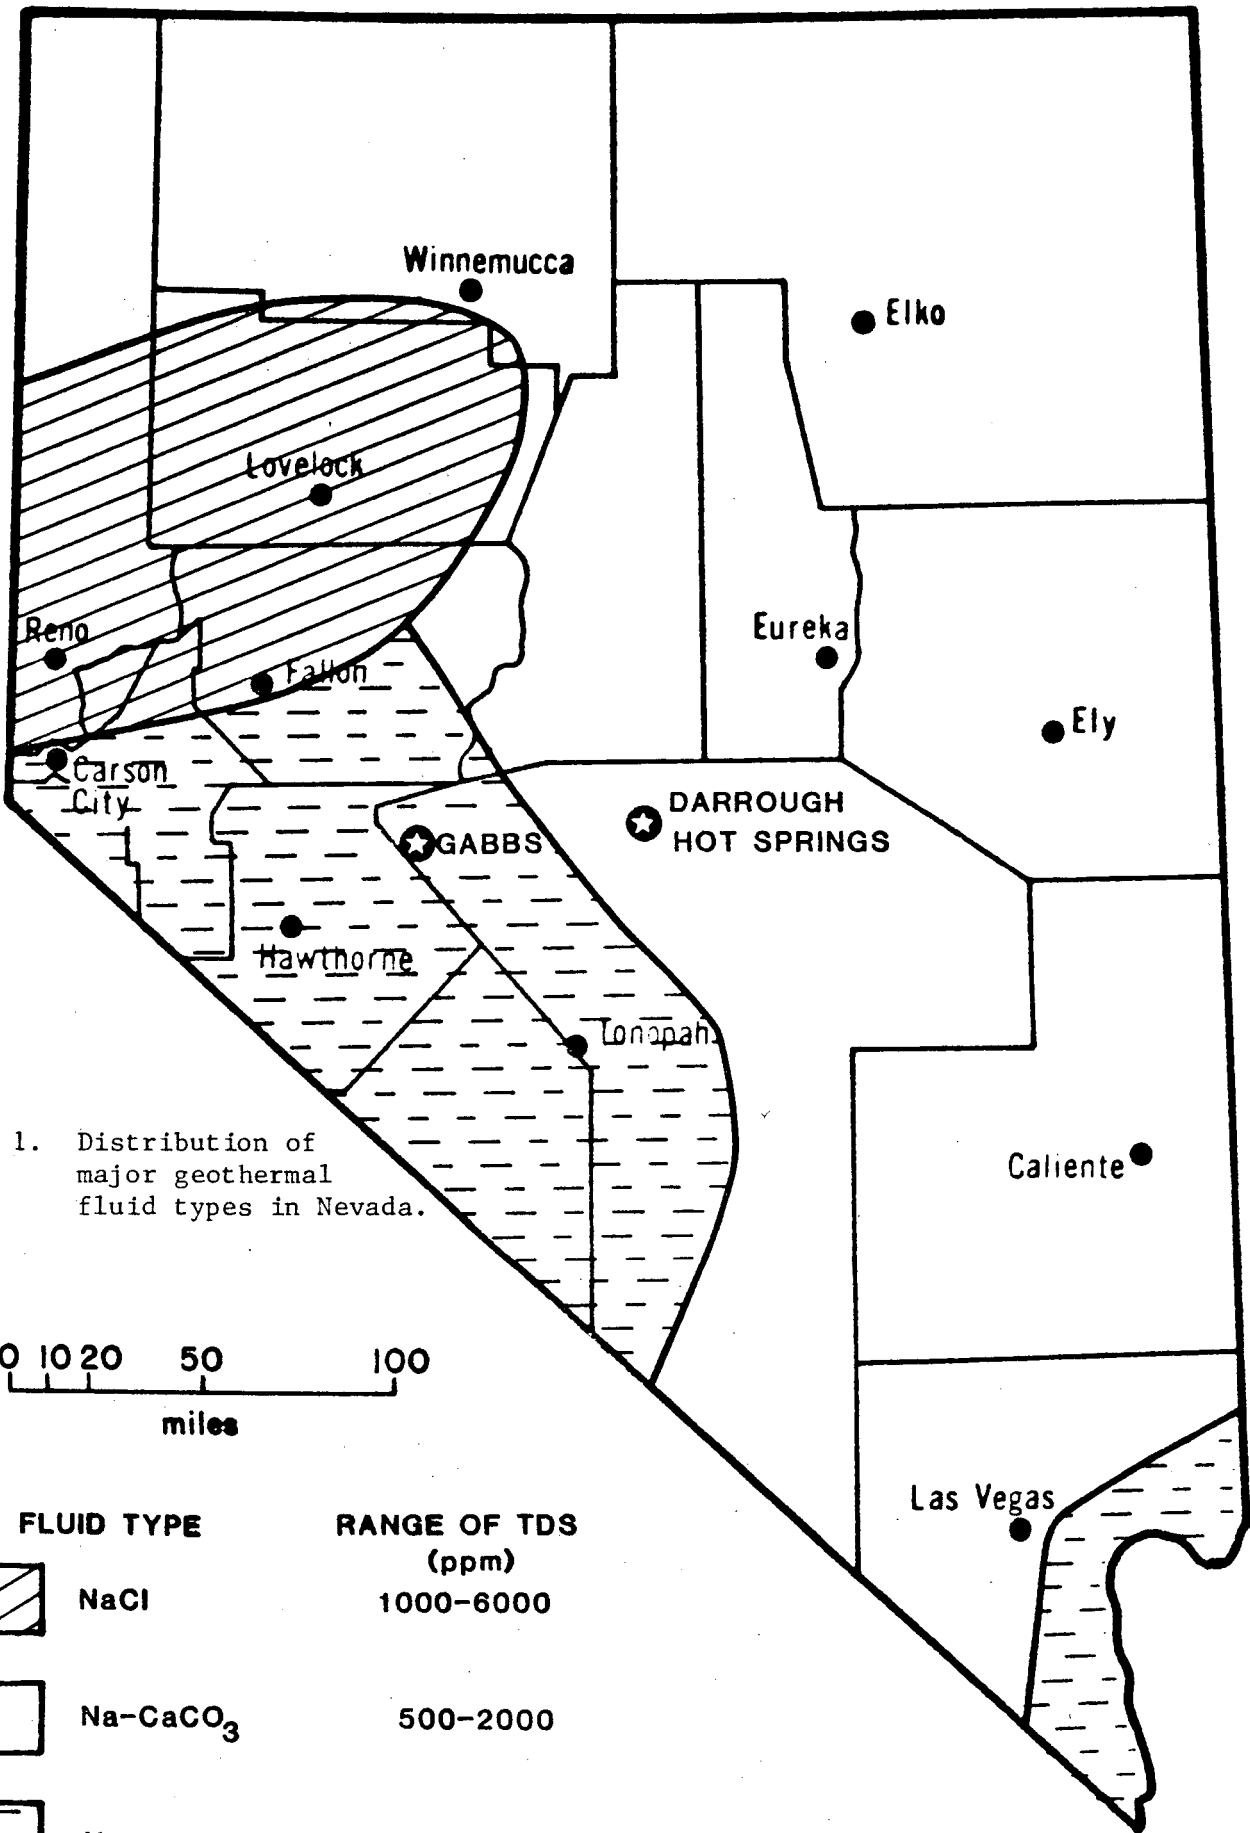 Winnemucca
Elko
Lovelock
Reno
Fallon
Eureka
Ely
Carson
City
DARROUGH
HOT SPRINGS
GABBS
Hawthorne
Tonopah
1. Distribution of
major geothermal
fluid types in Nevada.
Caliente
0 10 20 50 100
miles
Las Vegas
FLUID TYPE RANGE OF TDS
(ppm)
NaCl 1000-6000
Na-CaCO₃ 500-2000